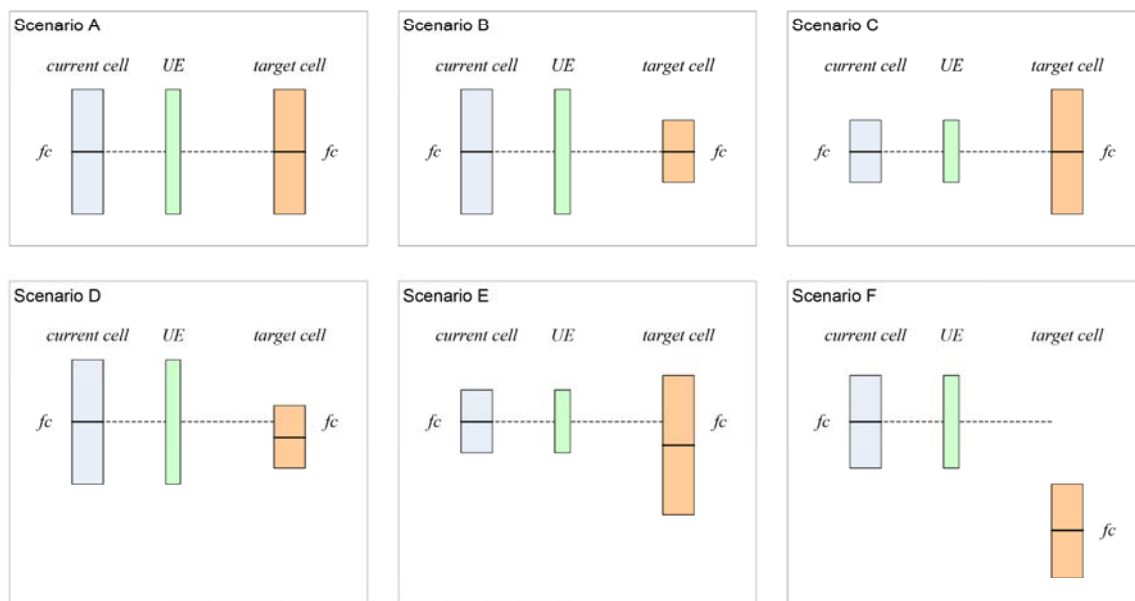 Scenario A
current cell UE target cell
fc fc
Scenario B
current cell UE target cell
fc fc
Scenario C
current cell UE target cell
fc fc
Scenario D
current cell UE target cell
fc fc
Scenario E
current cell UE target cell
fc fc
Scenario F
current cell UE target cell
fc
fc